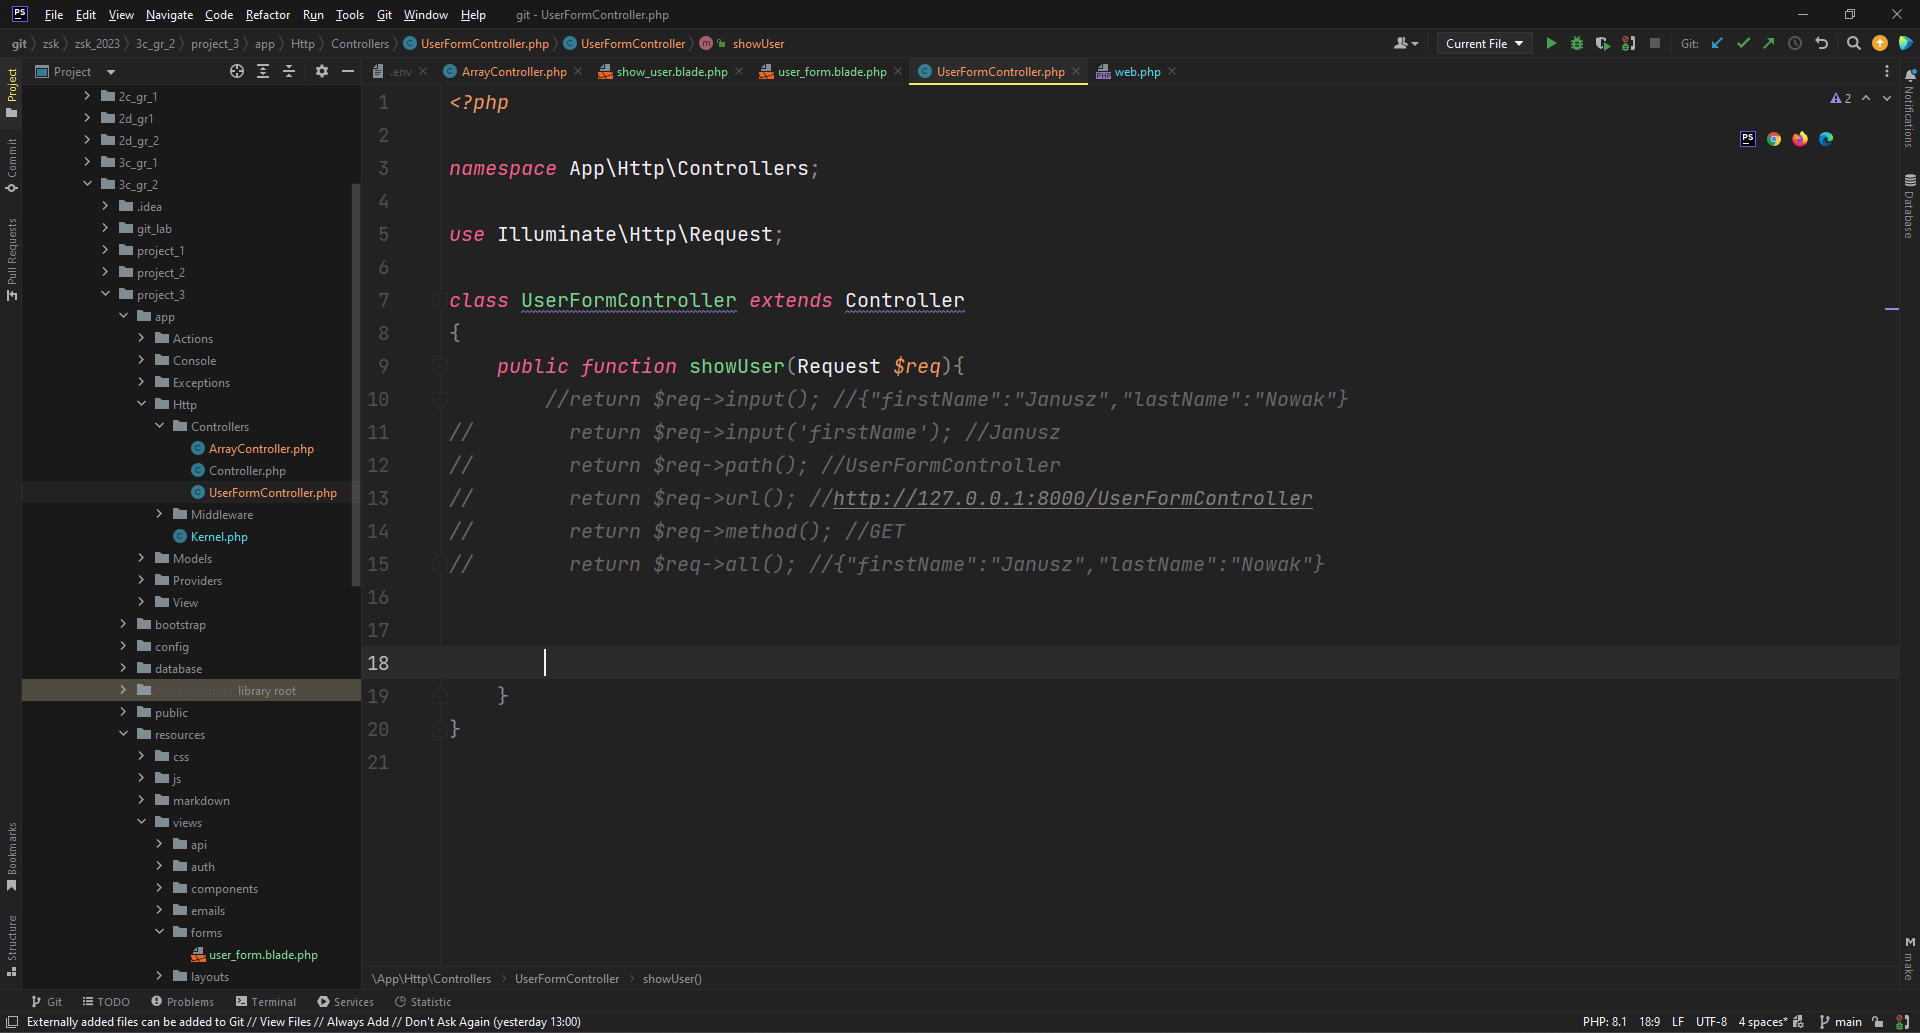 PS File Edit View Navigate Code Refactor Run Tools Git Window Help git - UserFormController.php
git zsk zsk_2023 3c_gr_2 project_3 app Http Controllers UserFormController.php UserFormController m showUser Current File Git:
Project .env ArrayController.php show_user.blade.php user_form.blade.php UserFormController.php web.php
Project
Commit
Pull Requests
Bookmarks
Structure
2c_gr_1
2d_gr1
2d_gr_2
3c_gr_1
3c_gr_2
.idea
git_lab
project_1
project_2
project_3
app
Actions
Console
Exceptions
Http
Controllers
ArrayController.php
Controller.php
UserFormController.php
Middleware
Kernel.php
Models
Providers
View
bootstrap
config
database
library root
public
resources
css
js
markdown
views
api
auth
components
emails
forms
user_form.blade.php
layouts
1 <?php
2
3 namespace App\Http\Controllers;
4
5 use Illuminate\Http\Request;
6
7 class UserFormController extends Controller
8 {
9 public function showUser(Request $req){
10 //return $req->input(); //{"firstName":"Janusz","lastName":"Nowak"}
11 // return $req->input('firstName'); //Janusz
12 // return $req->path(); //UserFormController
13 // return $req->url(); //http://127.0.0.1:8000/UserFormController
14 // return $req->method(); //GET
15 // return $req->all(); //{"firstName":"Janusz","lastName":"Nowak"}
16
17
18
19 }
20 }
21
2
PS
Notifications
Database
M make
\App\Http\Controllers UserFormController showUser()
Git TODO Problems Terminal Services Statistic
Externally added files can be added to Git // View Files // Always Add // Don't Ask Again (yesterday 13:00) PHP: 8.1 18:9 LF UTF-8 4 spaces* main